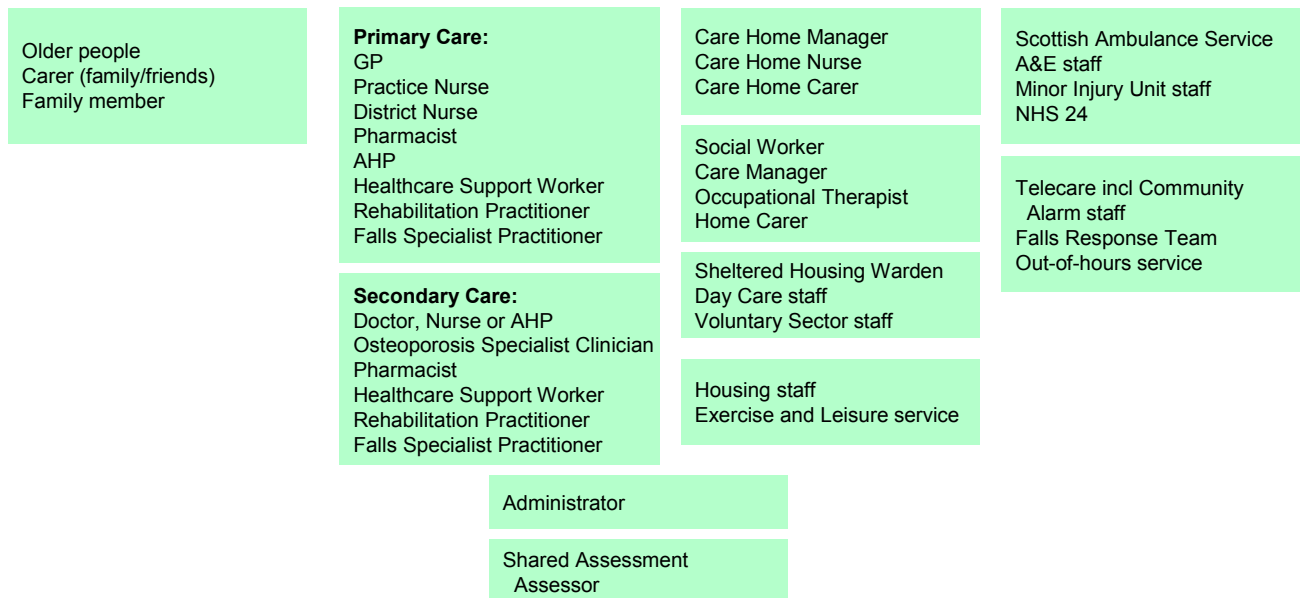 Older people
Carer (family/friends)
Family member
Primary Care:
GP
Practice Nurse
District Nurse
Pharmacist
AHP
Healthcare Support Worker
Rehabilitation Practitioner
Falls Specialist Practitioner
Secondary Care:
Doctor, Nurse or AHP
Osteoporosis Specialist Clinician
Pharmacist
Healthcare Support Worker
Rehabilitation Practitioner
Falls Specialist Practitioner
Care Home Manager
Care Home Nurse
Care Home Carer
Social Worker
Care Manager
Occupational Therapist
Home Carer
Sheltered Housing Warden
Day Care staff
Voluntary Sector staff
Housing staff
Exercise and Leisure service
Scottish Ambulance Service
A&E staff
Minor Injury Unit staff
NHS 24
Telecare incl Community
Alarm staff
Falls Response Team
Out-of-hours service
Administrator
Shared Assessment
Assessor